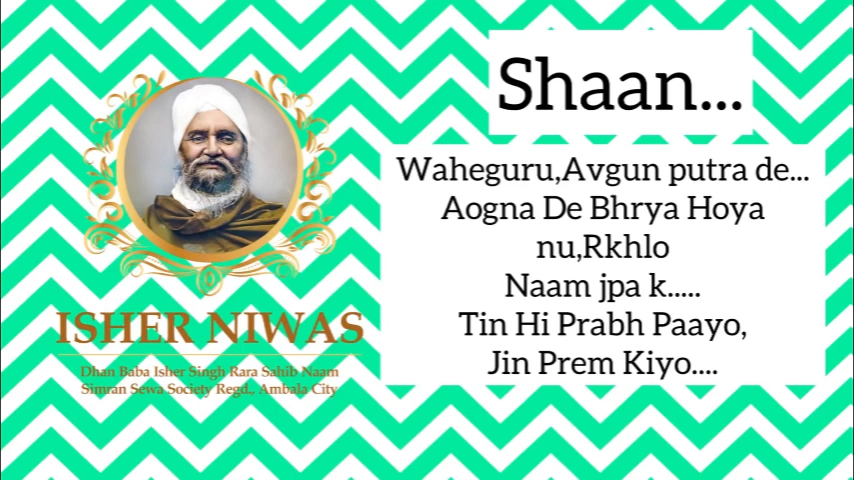 Shaan...
Waheguru,Avgun putra de...
Aogna De Bhrya Hoya
nu,Rkhlo
Naam jpa k.....
Tin Hi Prabh Paayo,
Jin Prem Kiyo....
ISHER NIWAS
Dhan Baba Isher Singh Rara Sahib Naam
Simran Sewa Society Regd., Ambala City